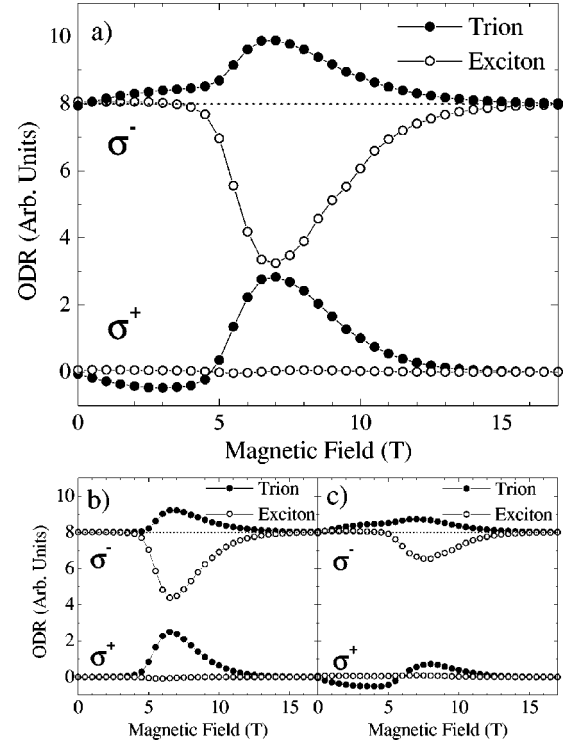 a)
Trion
Exciton
10
8
6
4
2
0
σ-
σ+
ODR (Arb. Units)
0 5 10 15
Magnetic Field (T)
b)
Trion
Exciton
c)
Trion
Exciton
10
8
6
4
2
0
σ-
σ+
σ-
σ+
ODR (Arb. Units)
0 5 10 15 0 5 10 15
Magnetic Field (T) Magnetic Field (T)